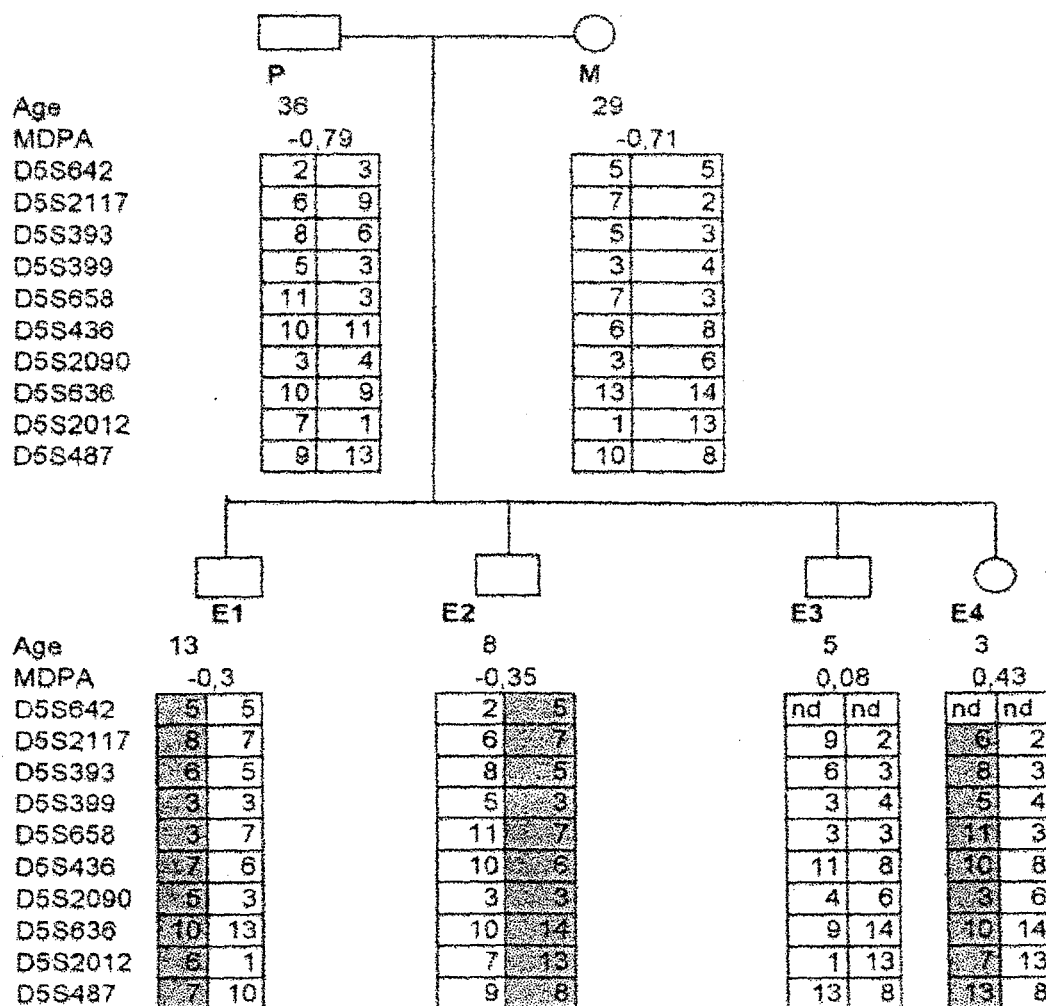 P M
Age 36 29
MDPA -0,79 -0,71
D5S642 2 3 5 5
D5S2117 6 9 7 2
D5S393 8 6 5 3
D5S399 5 3 3 4
D5S658 11 3 7 3
D5S436 10 11 6 8
D5S2090 3 4 3 6
D5S636 10 9 13 14
D5S2012 7 1 1 13
D5S487 9 13 10 8
E1 E2 E3 E4
Age 13 8 5 3
MDPA -0,3 -0,35 0,08 0,43
D5S642 5 5 2 5 nd nd nd nd
D5S2117 8 7 6 7 9 2 6 2
D5S393 6 5 8 5 6 3 8 3
D5S399 3 3 5 3 3 4 5 4
D5S658 3 7 11 7 3 3 11 3
D5S436 7 6 10 6 11 8 10 8
D5S2090 5 3 3 3 4 6 3 6
D5S636 10 13 10 14 9 14 10 14
D5S2012 6 1 7 13 1 13 7 13
D5S487 7 10 9 8 13 8 13 8